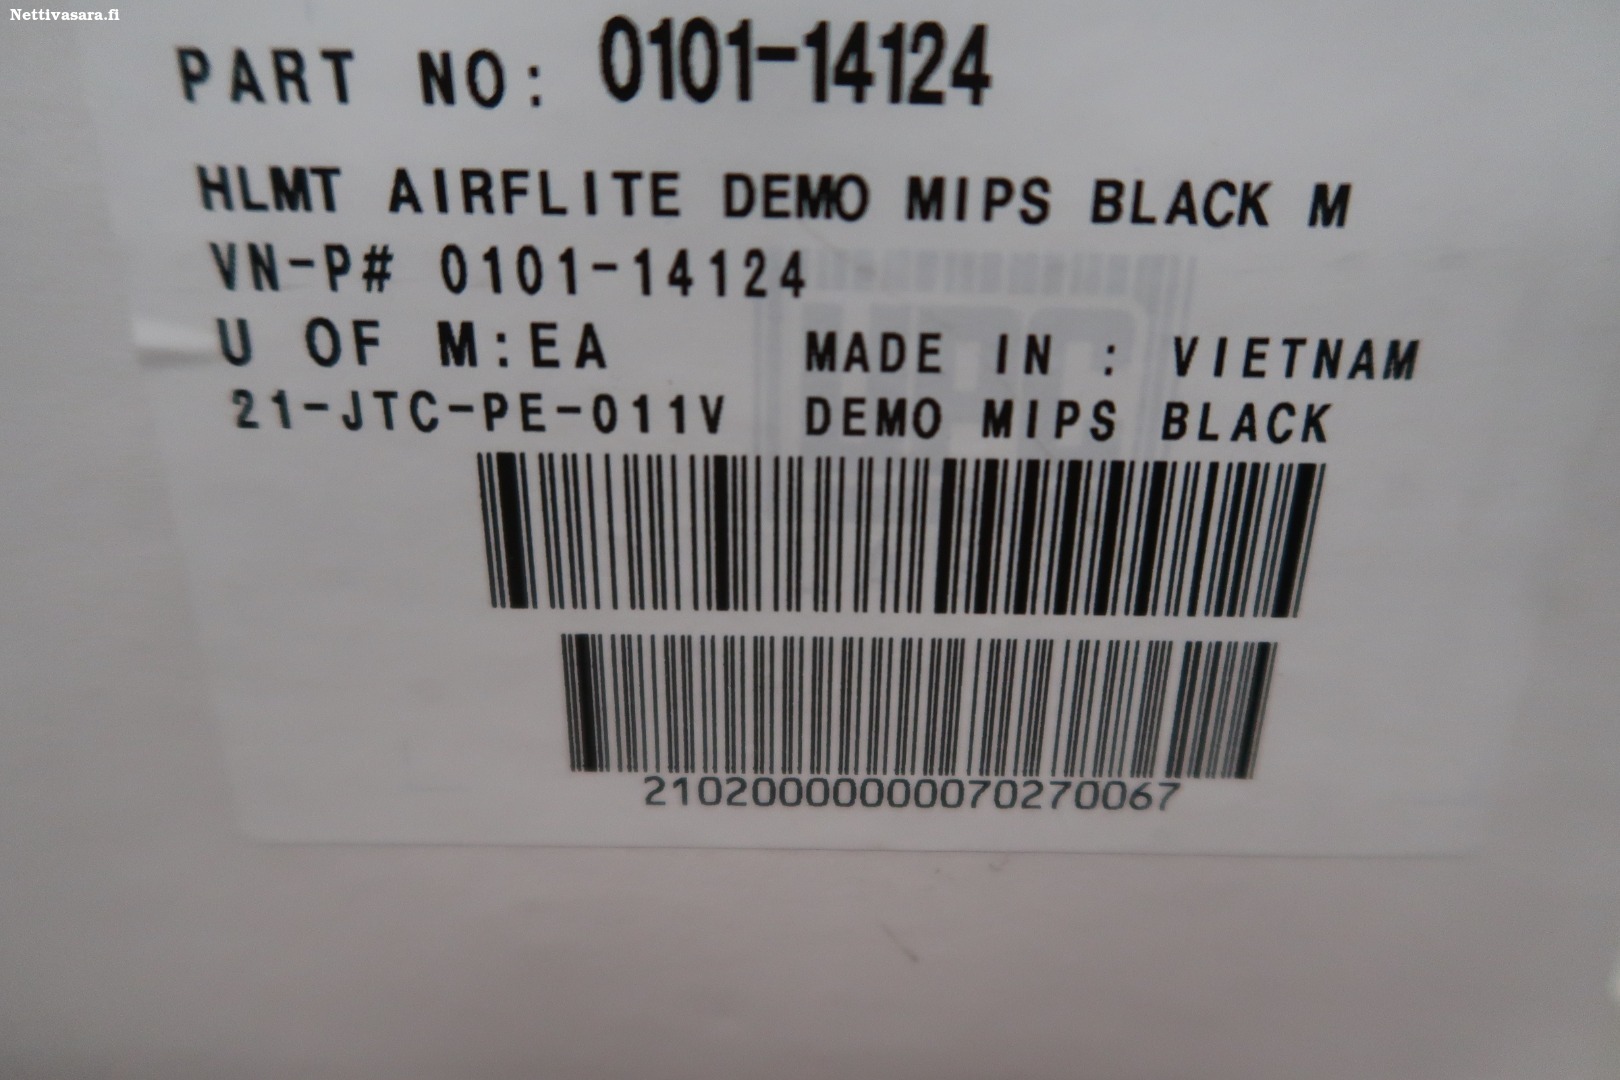 Nettivasara.fi
PART NO: 0101-14124
HLMT AIRFLITE DEMO MIPS BLACK M
VN-P# 0101-14124
U OF M:EA MADE IN : VIETNAM
21-JTC-PE-011V DEMO MIPS BLACK
21020000000070270067